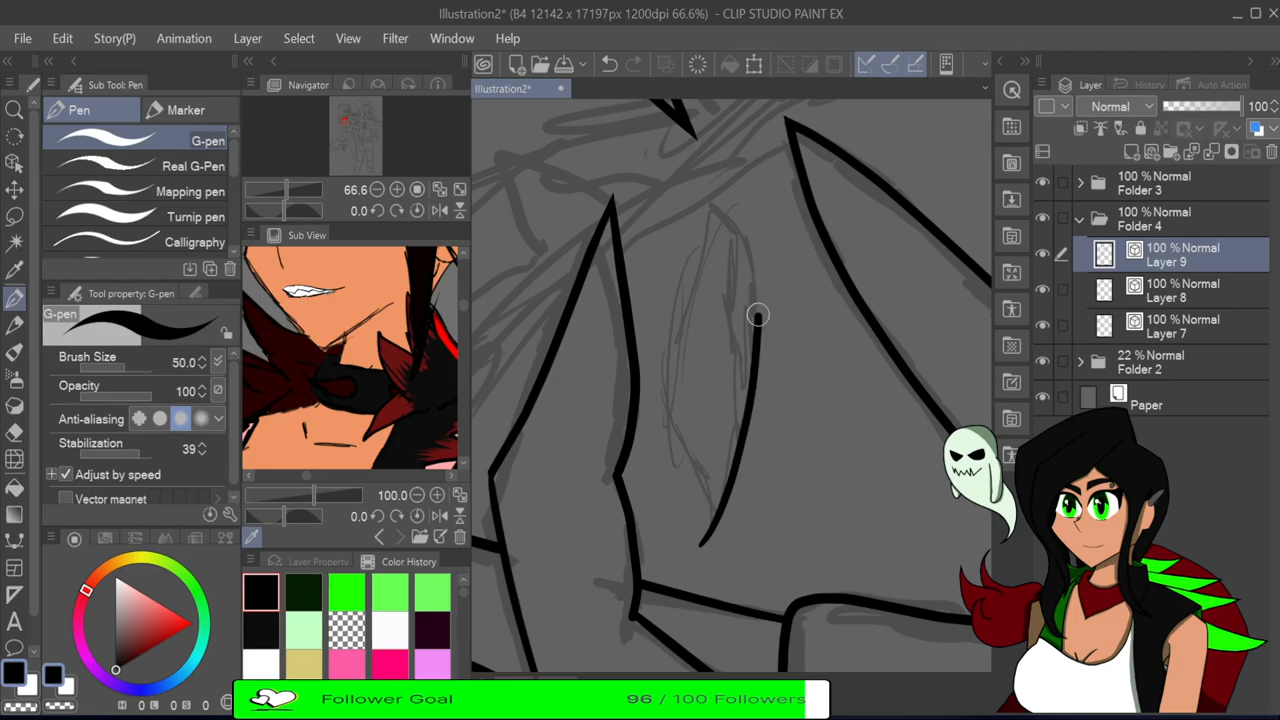 Illustration2* (B4 12142 x 17197px 1200dpi 66.6%) - CLIP STUDIO PAINT EX
File Edit Story(P) Animation Layer Select View Filter Window Help
Sub Tool: Pen
Navigator
Illustration2*
Layer
History
Auto Action
Pen
Marker
Normal
100
G-pen
Real G-Pen
Mapping pen
Turnip pen
Calligraphy
66.6
0.0
Sub View
Tool property: G-pen
G-pen
Brush Size
50.0
Opacity
100
Anti-aliasing
Stabilization
39
Adjust by speed
Vector magnet
100.0
0.0
Layer Property
Color History
100 % Normal
Folder 3
100 % Normal
Folder 4
100 % Normal
Layer 9
100 % Normal
Layer 8
100 % Normal
Layer 7
22 % Normal
Folder 2
Paper
H 0 L 0 S 0
Follower Goal
96 / 100 Followers